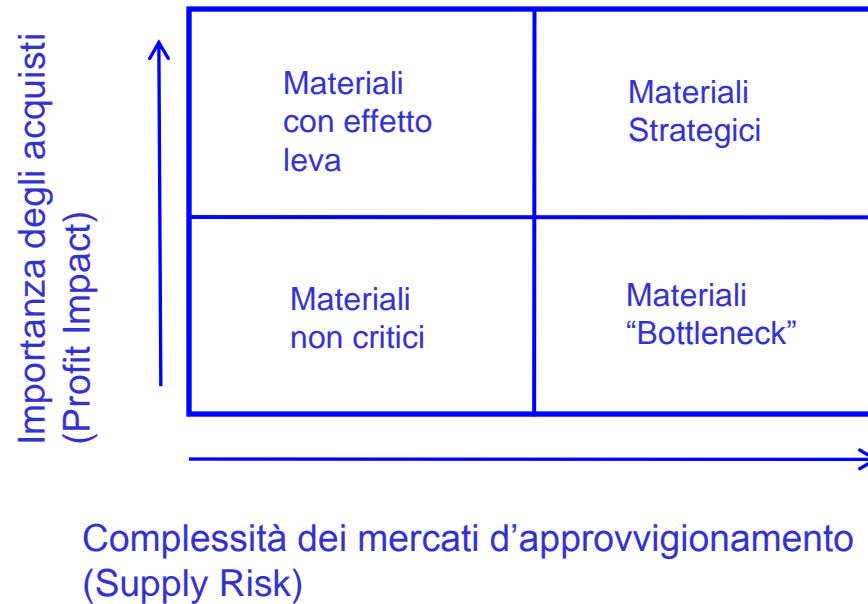 Importanza degli acquisti
(Profit Impact)
Materiali
con effetto
leva
Materiali
Strategici
Materiali
non critici
Materiali
“Bottleneck”
Complessità dei mercati d’approvvigionamento
(Supply Risk)